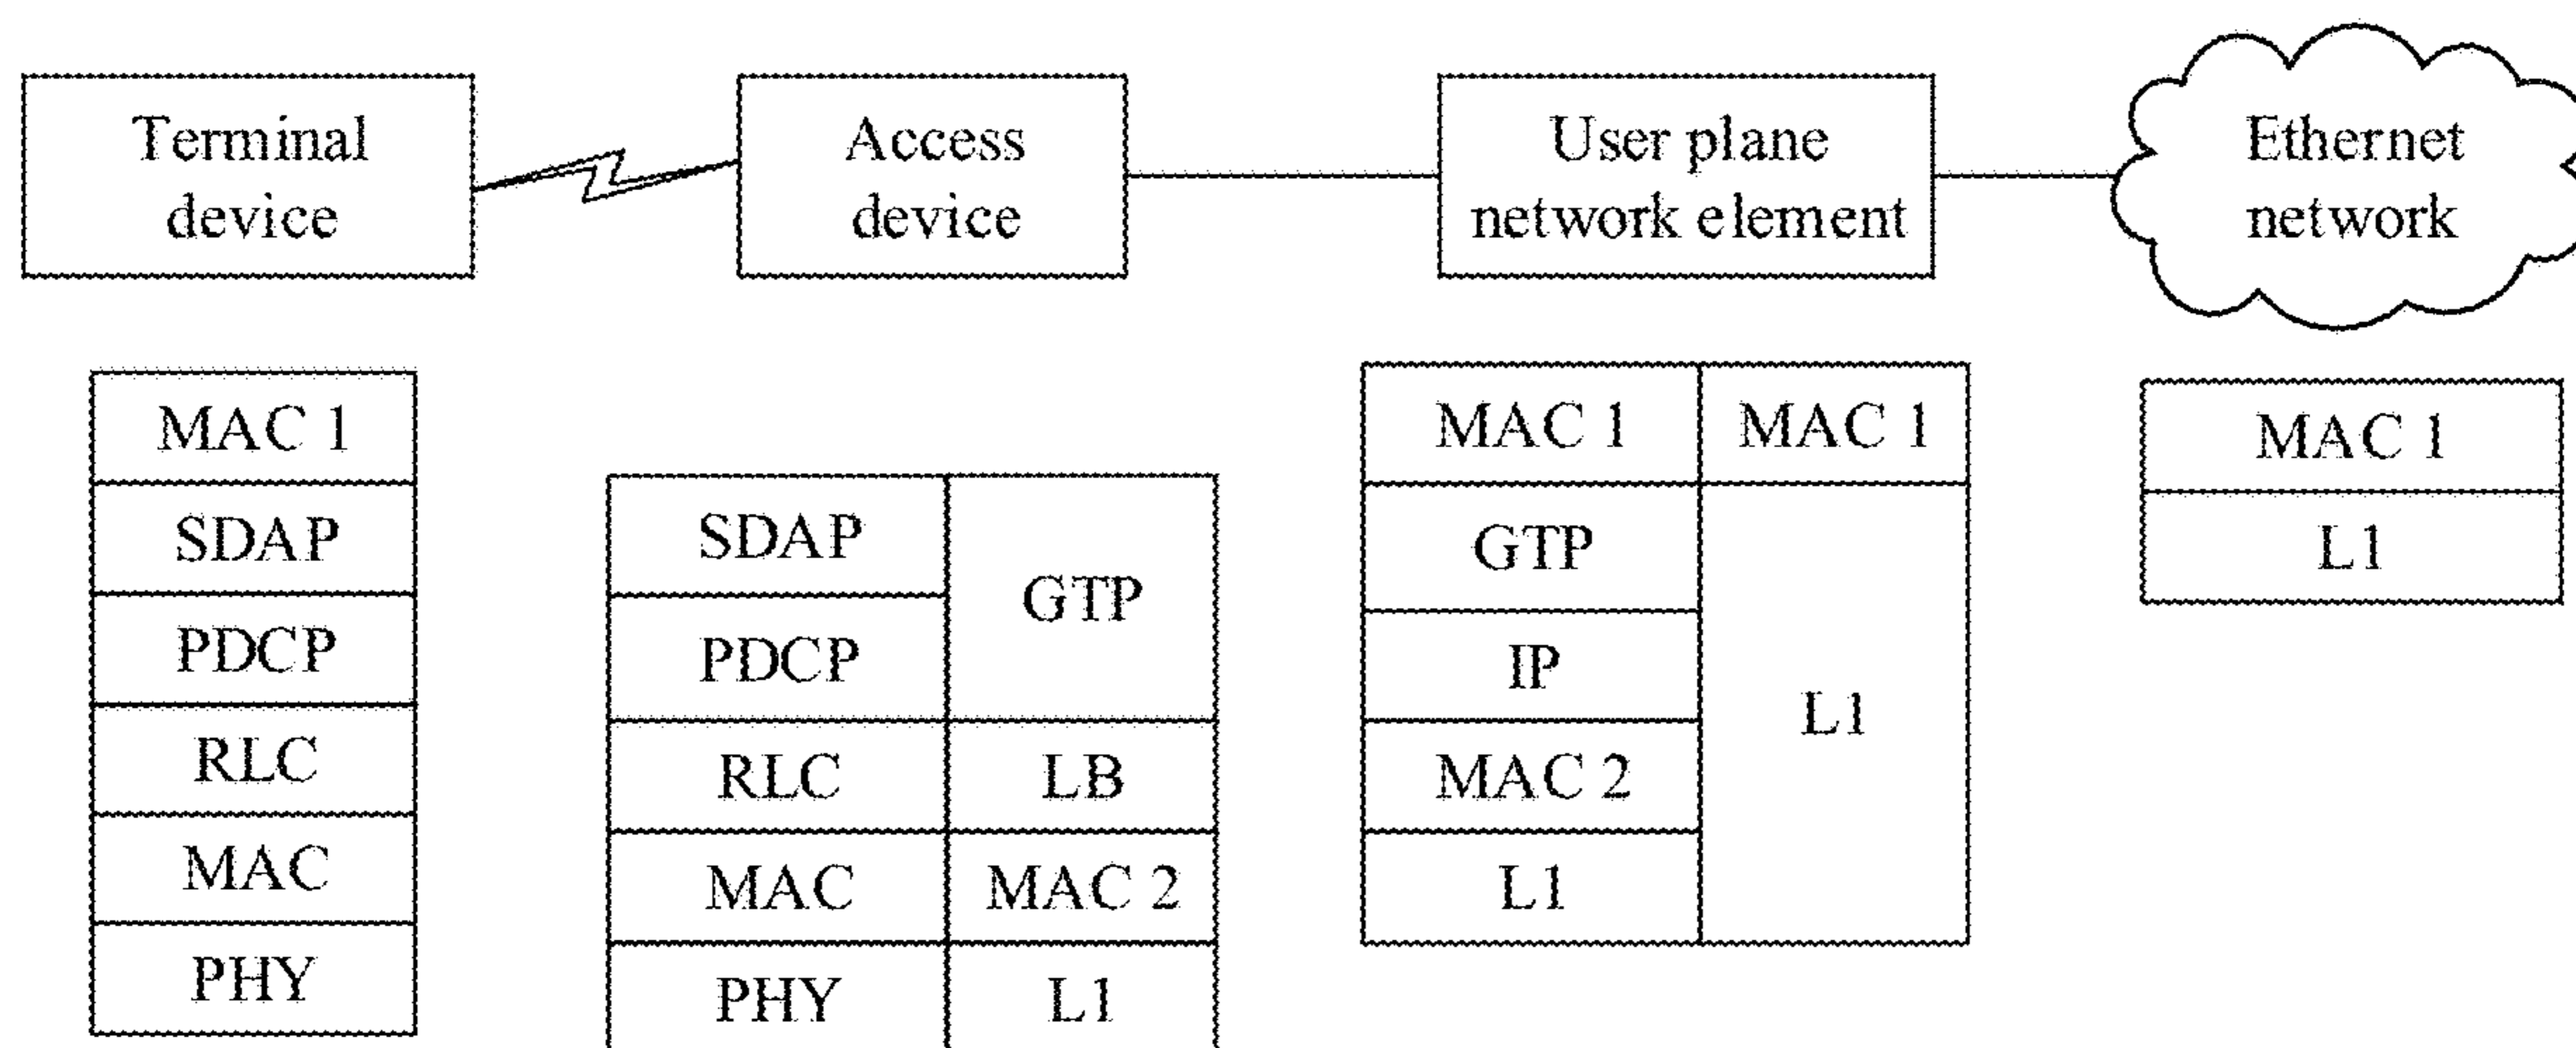 Terminal
device
Access
device
User plane
network element
Ethernet
network
MAC 1
SDAP
PDCP
RLC
MAC
PHY
SDAP
PDCP
RLC
MAC
PHY
GTP
LB
MAC 2
L1
MAC 1
GTP
IP
MAC 2
L1
MAC 1
L1
MAC 1
L1